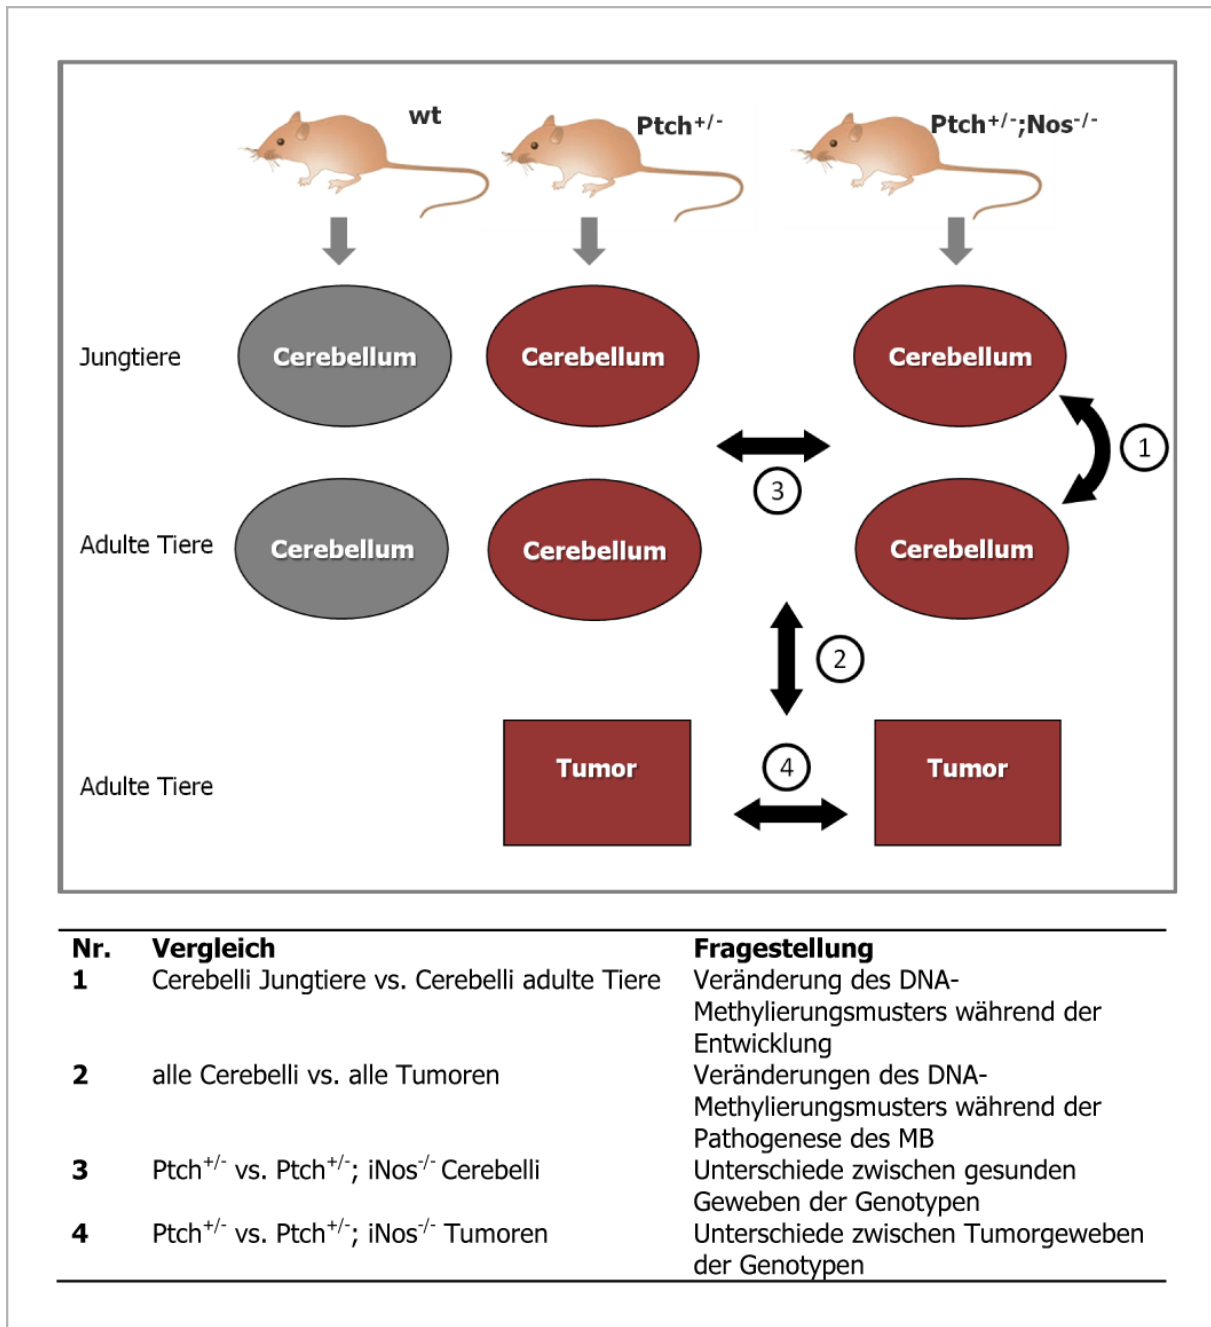 wt
Ptch+/-
Ptch+/-;Nos-/-
Jungtiere
Cerebellum
Cerebellum
Cerebellum
1
3
Adulte Tiere
Cerebellum
Cerebellum
Cerebellum
2
4
Adulte Tiere
Tumor
Tumor
Nr. Vergleich Fragestellung
1 Cerebelli Jungtiere vs. Cerebelli adulte Tiere Veränderung des DNA-
Methylierungsmusters während der
Entwicklung
2 alle Cerebelli vs. alle Tumoren Veränderungen des DNA-
Methylierungsmusters während der
Pathogenese des MB
3 Ptch+/- vs. Ptch+/-; iNos-/- Cerebelli Unterschiede zwischen gesunden
Geweben der Genotypen
4 Ptch+/- vs. Ptch+/-; iNos-/- Tumoren Unterschiede zwischen Tumorgeweben
der Genotypen